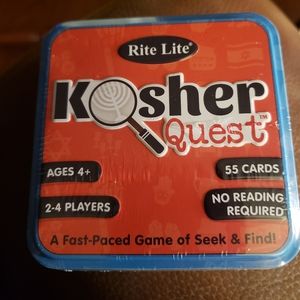 Rite Lite®
Kosher
Quest™
AGES 4+
55 CARDS
2-4 PLAYERS
NO READING
REQUIRED
A Fast-Paced Game of Seek & Find!